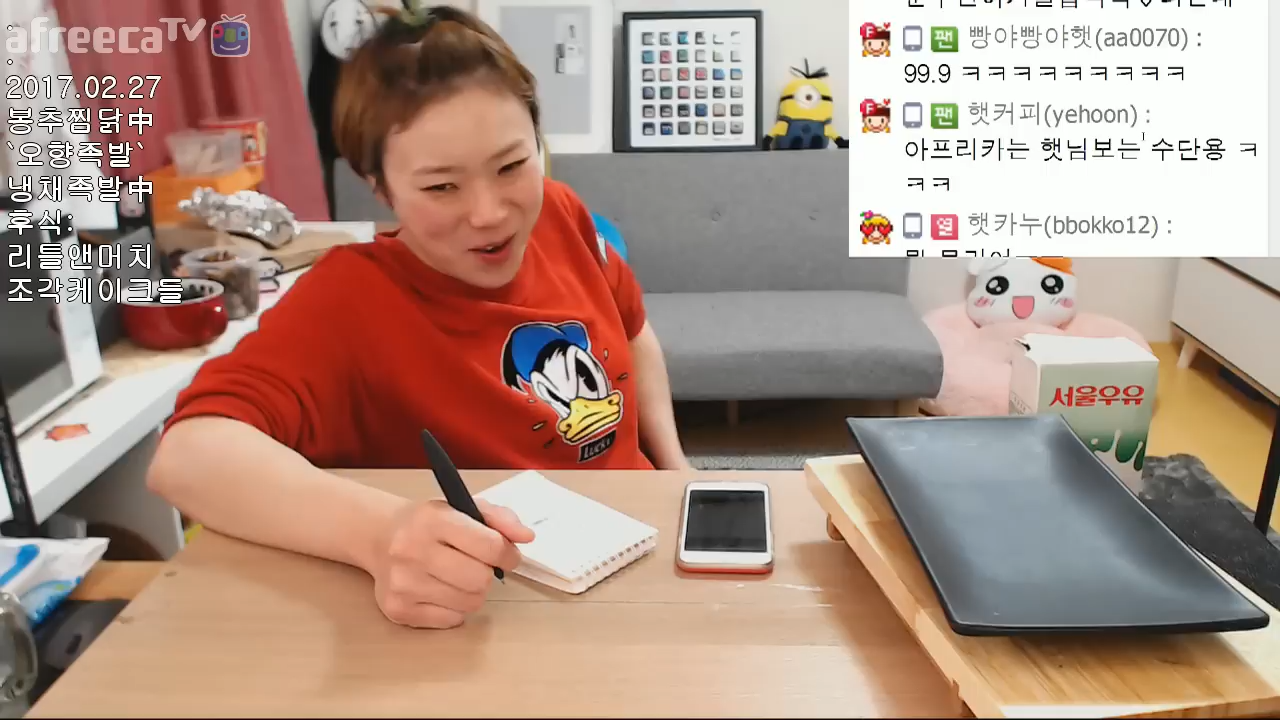 afreecaTV
2017.02.27
봉추찜닭中
`오향족발`
냉채족발中
후식:
리틀앤머치
조각케이크들
팬 빵야빵야햇(aa0070) :
99.9 ㅋㅋㅋㅋㅋㅋㅋㅋㅋ
팬 햇커피(yehoon) :
아프리카는 햇님보는 수단용 ㅋ
ㅋㅋ
열 햇카누(bbokko12) :
서울우유